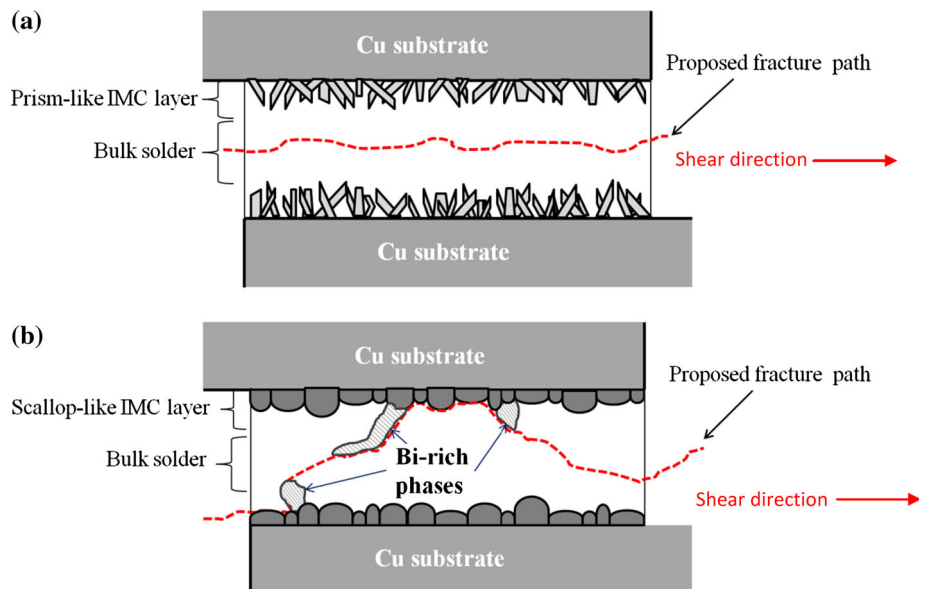 (a)
Cu substrate
Proposed fracture path
Prism-like IMC layer
Bulk solder
Shear direction
Cu substrate
(b)
Cu substrate
Proposed fracture path
Scallop-like IMC layer
Bulk solder
Bi-rich
phases
Shear direction
Cu substrate